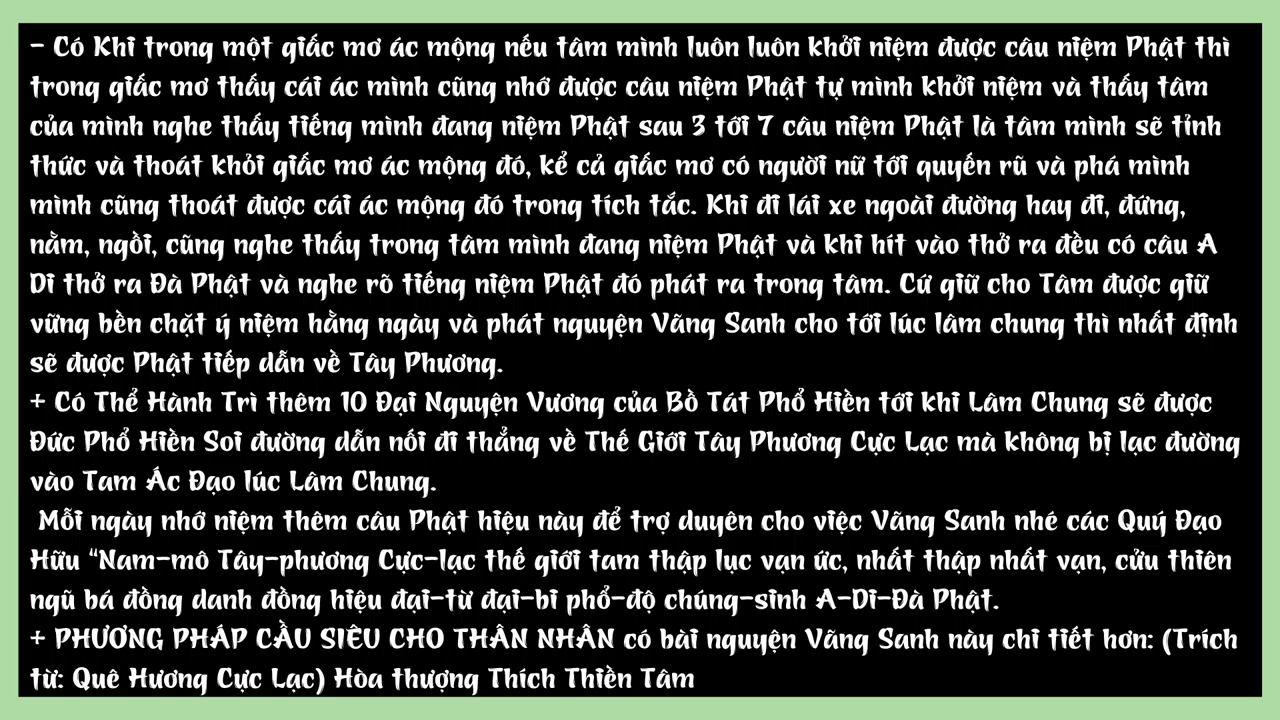 - Có Khi trong một giấc mơ ác mộng nếu tâm mình luôn luôn khởi niệm được câu niệm Phật thì
trong giấc mơ thấy cái ác mình cũng nhớ được câu niệm Phật tự mình khởi niệm và thấy tâm
của mình nghe thấy tiếng mình đang niệm Phật sau 3 tới 7 câu niệm Phật là tâm mình sẽ tỉnh
thức và thoát khỏi giấc mơ ác mộng đó, kể cả giấc mơ có người nữ tới quyến rũ và phá mình
mình cũng thoát được cái ác mộng đó trong tích tắc. Khi đi lái xe ngoài đường hay đi, đứng,
nằm, ngồi, cũng nghe thấy trong tâm mình đang niệm Phật và khi hít vào thở ra đều có câu A
Di thở ra Đà Phật và nghe rõ tiếng niệm Phật đó phát ra trong tâm. Cứ giữ cho Tâm được giữ
vững bền chặt ý niệm hằng ngày và phát nguyện Vãng Sanh cho tới lúc lâm chung thì nhất định
sẽ được Phật tiếp dẫn về Tây Phương.
+ Có Thể Hành Trì thêm 10 Đại Nguyện Vương của Bồ Tát Phổ Hiền tới khi Lâm Chung sẽ được
Đức Phổ Hiền Soi đường dẫn nối đi thẳng về Thế Giới Tây Phương Cực Lạc mà không bị lạc đường
vào Tam Ác Đạo lúc Lâm Chung.
Mỗi ngày nhớ niệm thêm câu Phật hiệu này để trợ duyên cho việc Vãng Sanh nhé các Quý Đạo
Hữu "Nam-mô Tây-phương Cực-lạc thế giới tam thập lục vạn ức, nhất thập nhất vạn, cửu thiên
ngũ bá đồng danh đồng hiệu đại-từ đại-bi phổ-độ chúng-sinh A-Di-Đà Phật.
+ PHƯƠNG PHÁP CẦU SIÊU CHO THÂN NHÂN có bài nguyện Vãng Sanh này chi tiết hơn: (Trích
từ: Quê Hương Cực Lạc) Hòa thượng Thích Thiền Tâm